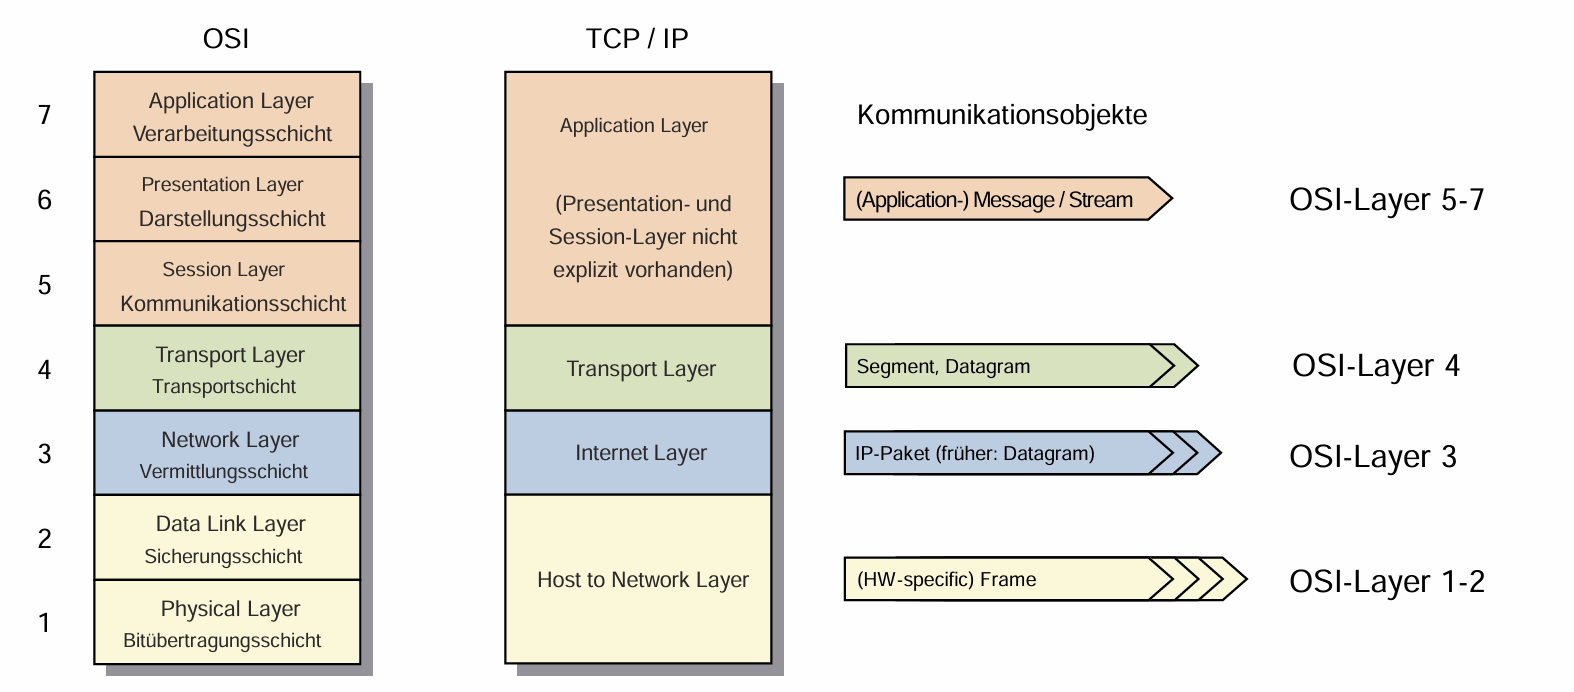 OSI
TCP / IP
7
Application Layer
Verarbeitungsschicht
6
Presentation Layer
Darstellungsschicht
5
Session Layer
Kommunikationsschicht
4
Transport Layer
Transportschicht
3
Network Layer
Vermittlungsschicht
2
Data Link Layer
Sicherungsschicht
1
Physical Layer
Bitübertragungsschicht
Application Layer
(Presentation- und
Session-Layer nicht
explizit vorhanden)
Transport Layer
Internet Layer
Host to Network Layer
Kommunikationsobjekte
(Application-) Message / Stream
OSI-Layer 5-7
Segment, Datagram
OSI-Layer 4
IP-Paket (früher: Datagram)
OSI-Layer 3
(HW-specific) Frame
OSI-Layer 1-2